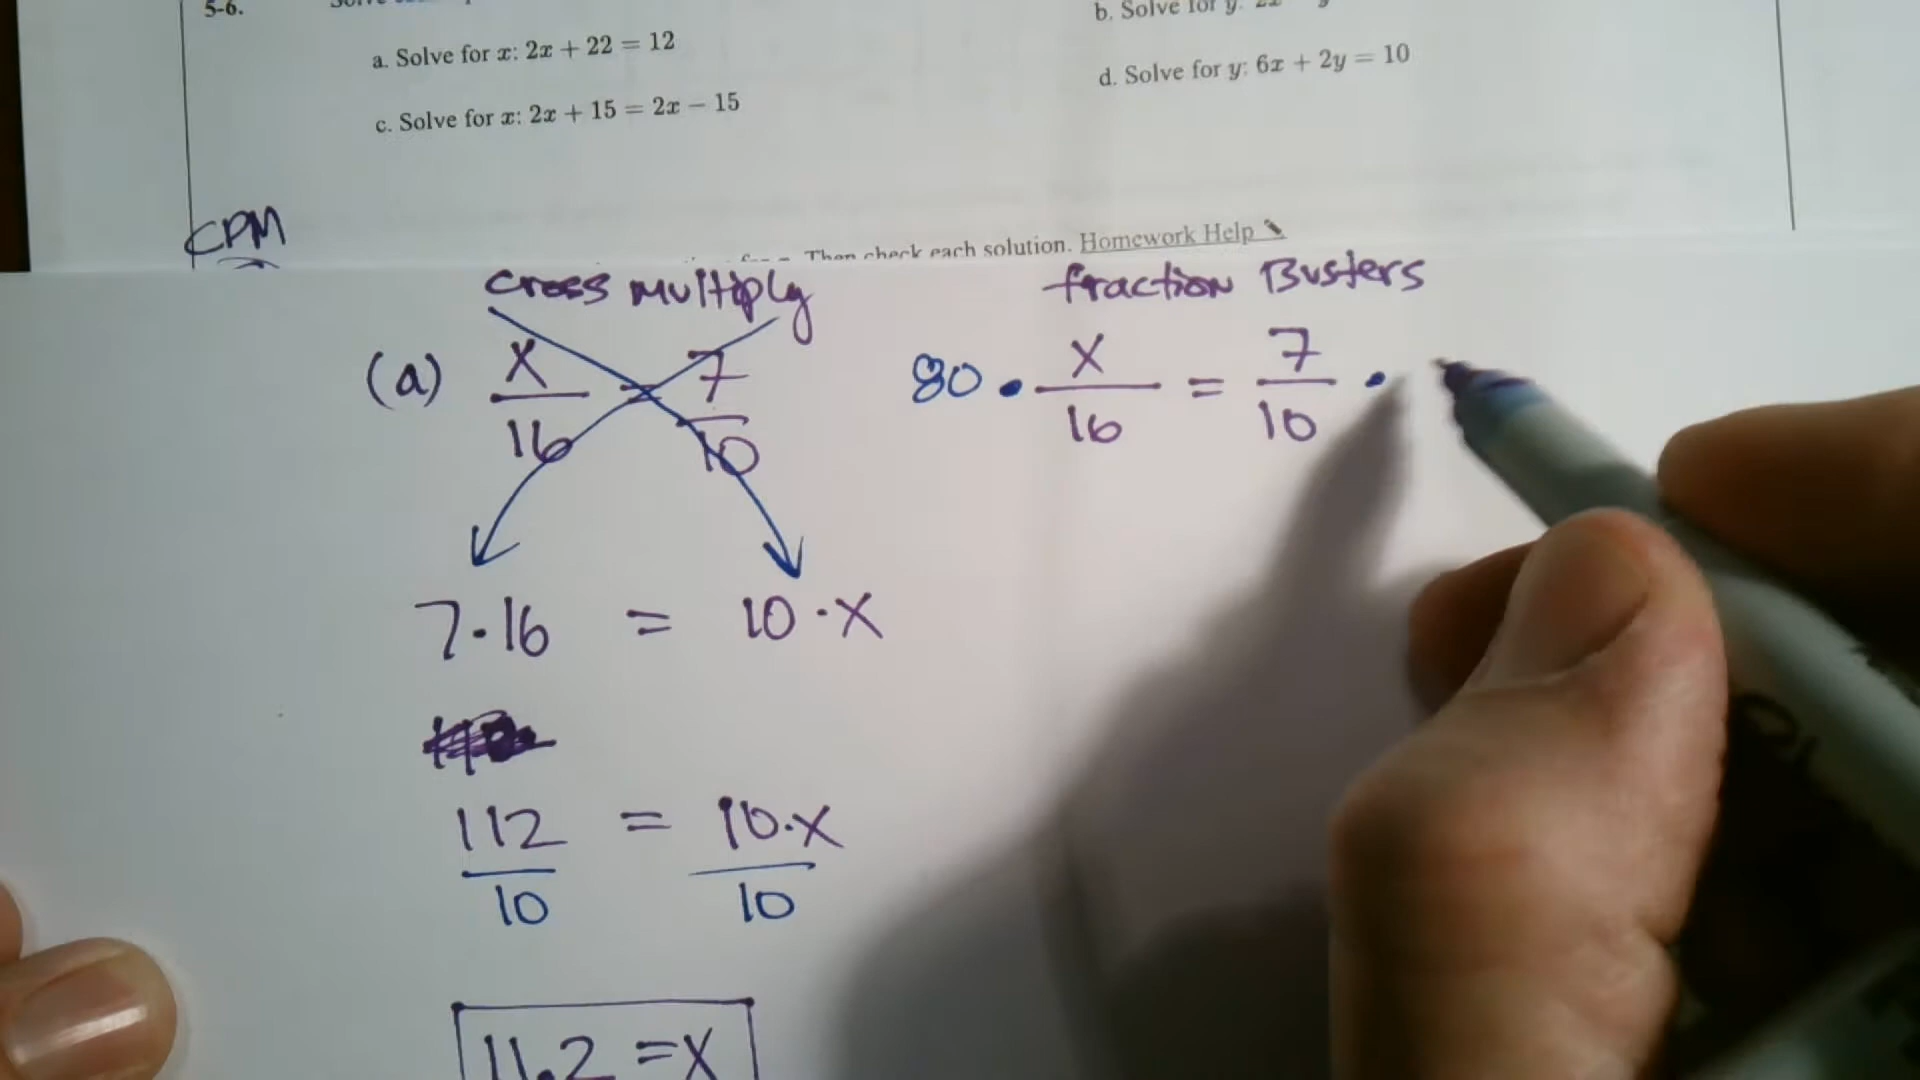 5-6.
b. Solve for y:
a. Solve for x: 2x + 22 = 12
d. Solve for y: 6x + 2y = 10
c. Solve for x: 2x + 15 = 2x − 15
CPM
Then check each solution. Homework Help ✎
cross multiply
fraction Busters
(a) x/16 = 7/10
80 • x/16 = 7/10 •
7•16 = 10•x
112/10 = 10•x/10
11.2 = x